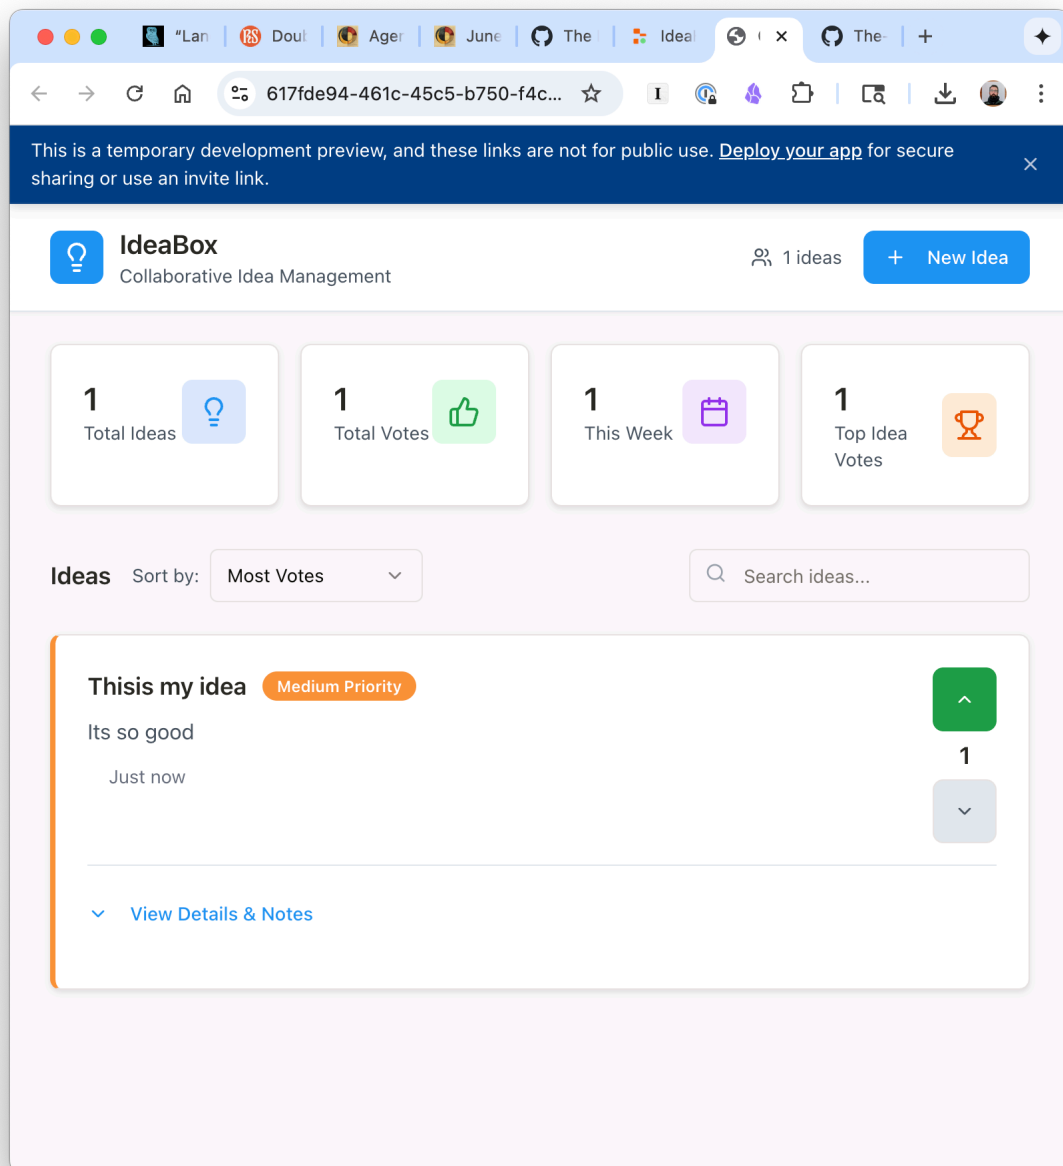 "Lan
Doub
Ager
June
The
Idea
The-
617fde94-461c-45c5-b750-f4c...
This is a temporary development preview, and these links are not for public use. Deploy your app for secure
sharing or use an invite link.
IdeaBox
Collaborative Idea Management
1 ideas
New Idea
1
Total Ideas
1
Total Votes
1
This Week
1
Top Idea
Votes
Ideas
Sort by:
Most Votes
Search ideas...
Thisis my idea
Medium Priority
Its so good
Just now
1
View Details & Notes